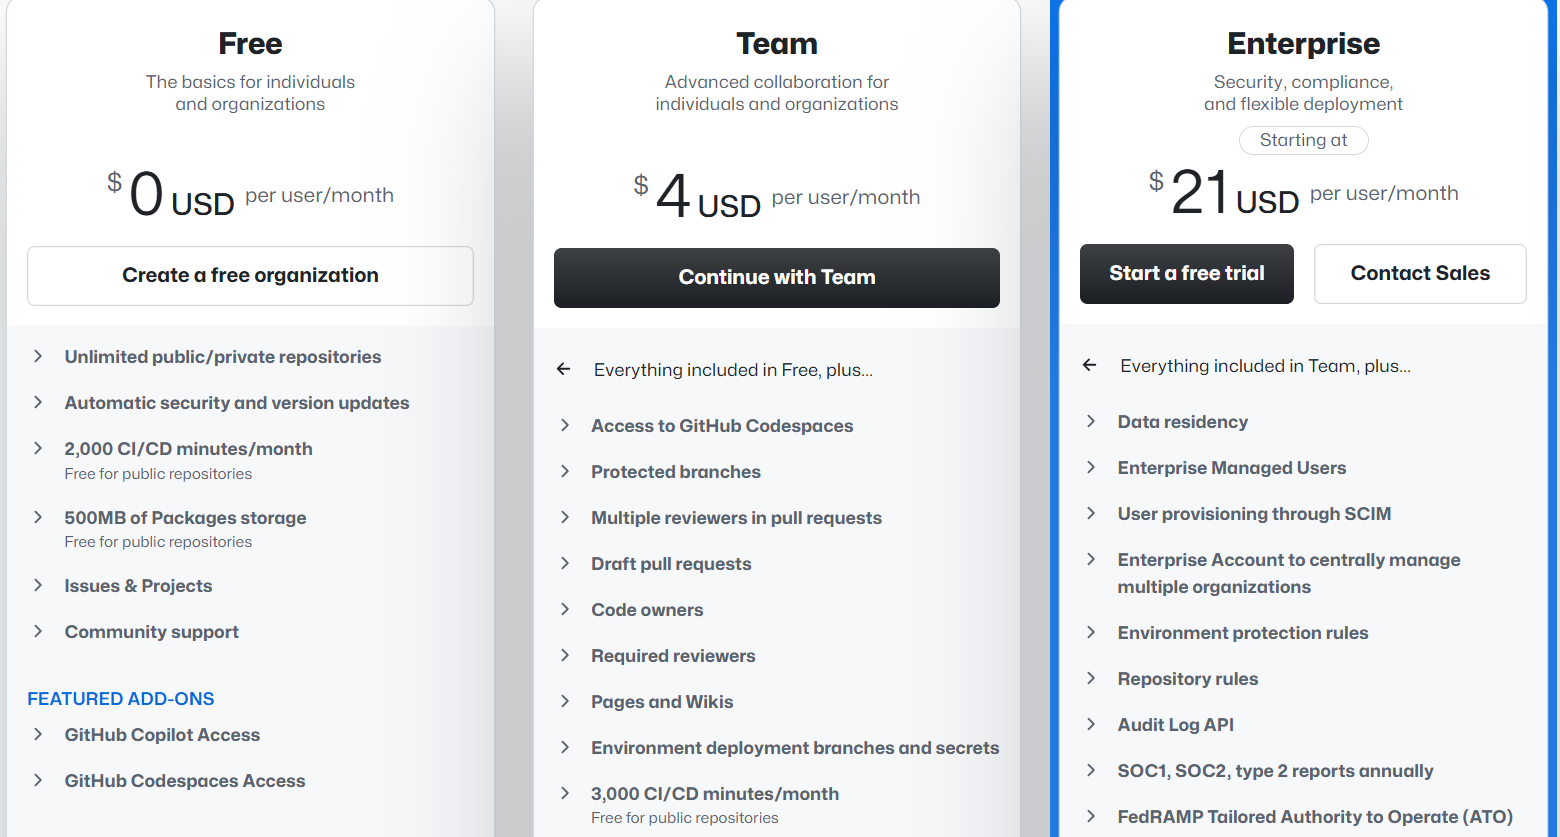 Free
The basics for individuals
and organizations
$ 0 USD per user/month
Create a free organization
Unlimited public/private repositories
Automatic security and version updates
2,000 CI/CD minutes/month
Free for public repositories
500MB of Packages storage
Free for public repositories
Issues & Projects
Community support
FEATURED ADD-ONS
GitHub Copilot Access
GitHub Codespaces Access
Team
Advanced collaboration for
individuals and organizations
$ 4 USD per user/month
Continue with Team
Everything included in Free, plus...
Access to GitHub Codespaces
Protected branches
Multiple reviewers in pull requests
Draft pull requests
Code owners
Required reviewers
Pages and Wikis
Environment deployment branches and secrets
3,000 CI/CD minutes/month
Free for public repositories
Enterprise
Security, compliance,
and flexible deployment
Starting at
$ 21 USD per user/month
Start a free trial
Contact Sales
Everything included in Team, plus...
Data residency
Enterprise Managed Users
User provisioning through SCIM
Enterprise Account to centrally manage
multiple organizations
Environment protection rules
Repository rules
Audit Log API
SOC1, SOC2, type 2 reports annually
FedRAMP Tailored Authority to Operate (ATO)